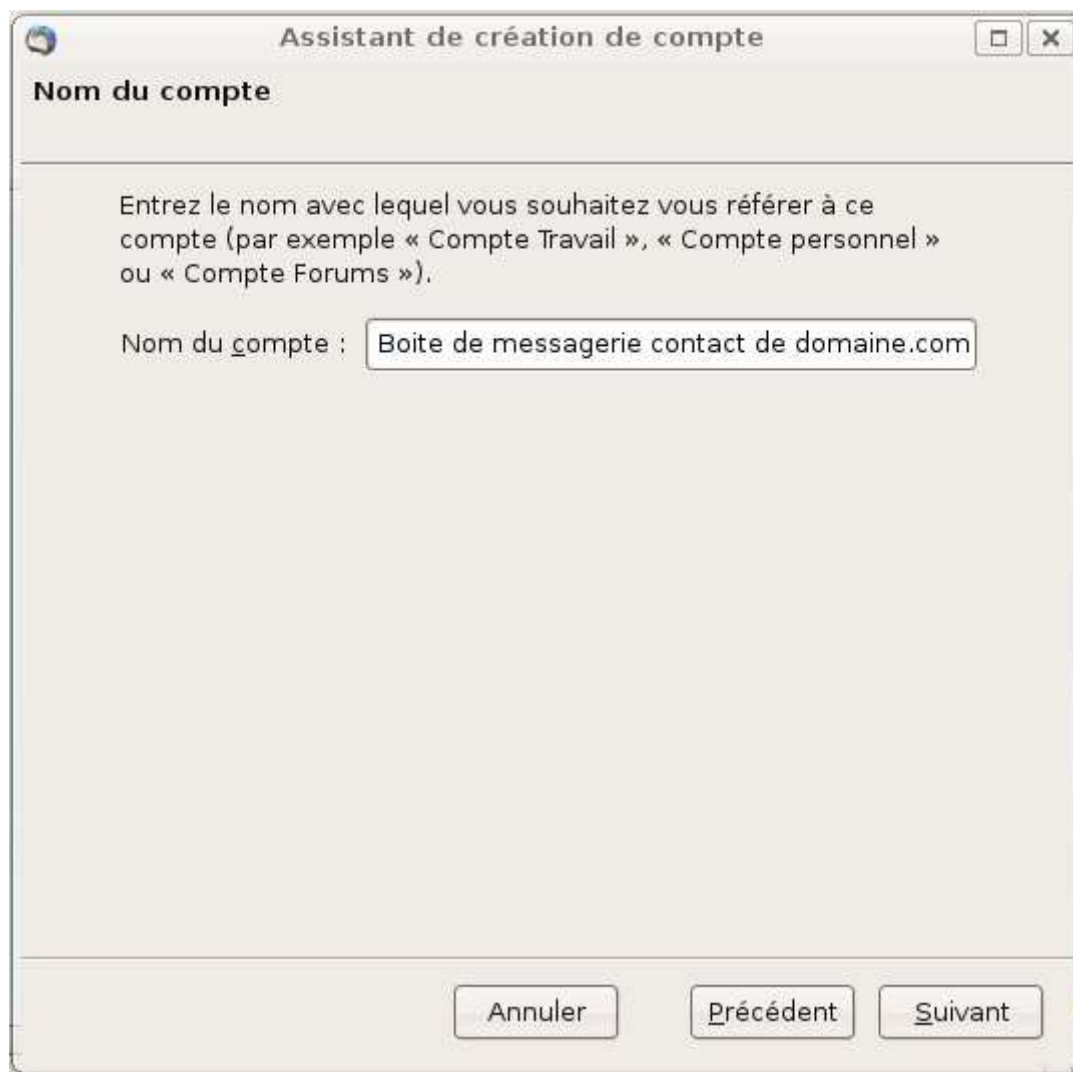 Assistant de création de compte
Nom du compte
Entrez le nom avec lequel vous souhaitez vous référer à ce
compte (par exemple « Compte Travail », « Compte personnel »
ou « Compte Forums »).
Nom du compte : Boite de messagerie contact de domaine.com
Annuler Précédent Suivant